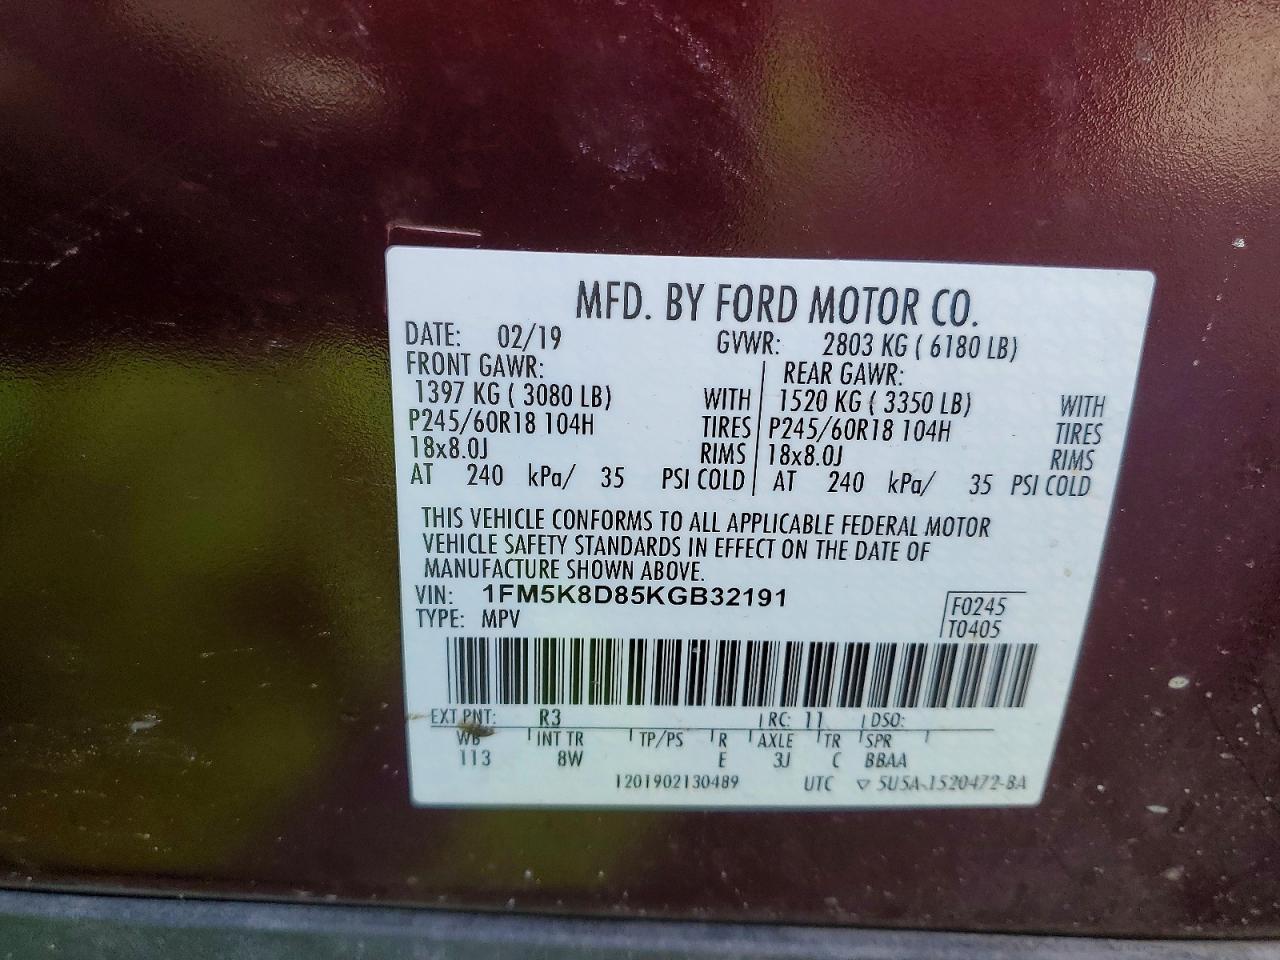 MFD. BY FORD MOTOR CO.
DATE: 02/19 GVWR: 2803 KG ( 6180 LB)
FRONT GAWR: REAR GAWR:
1397 KG ( 3080 LB) WITH 1520 KG ( 3350 LB) WITH
P245/60R18 104H TIRES P245/60R18 104H TIRES
18x8.0J RIMS 18x8.0J RIMS
AT 240 kPa/ 35 PSI COLD AT 240 kPa/ 35 PSI COLD
THIS VEHICLE CONFORMS TO ALL APPLICABLE FEDERAL MOTOR
VEHICLE SAFETY STANDARDS IN EFFECT ON THE DATE OF
MANUFACTURE SHOWN ABOVE.
VIN: 1FM5K8D85KGB32191 F0245
TYPE: MPV T0405
EXT PNT: R3 RC: 11 DSO:
WB INT TR TP/PS R AXLE TR SPR
113 8W E 3J C BBAA
1201902130489 UTC ▽ 5U5A-1520472-BA